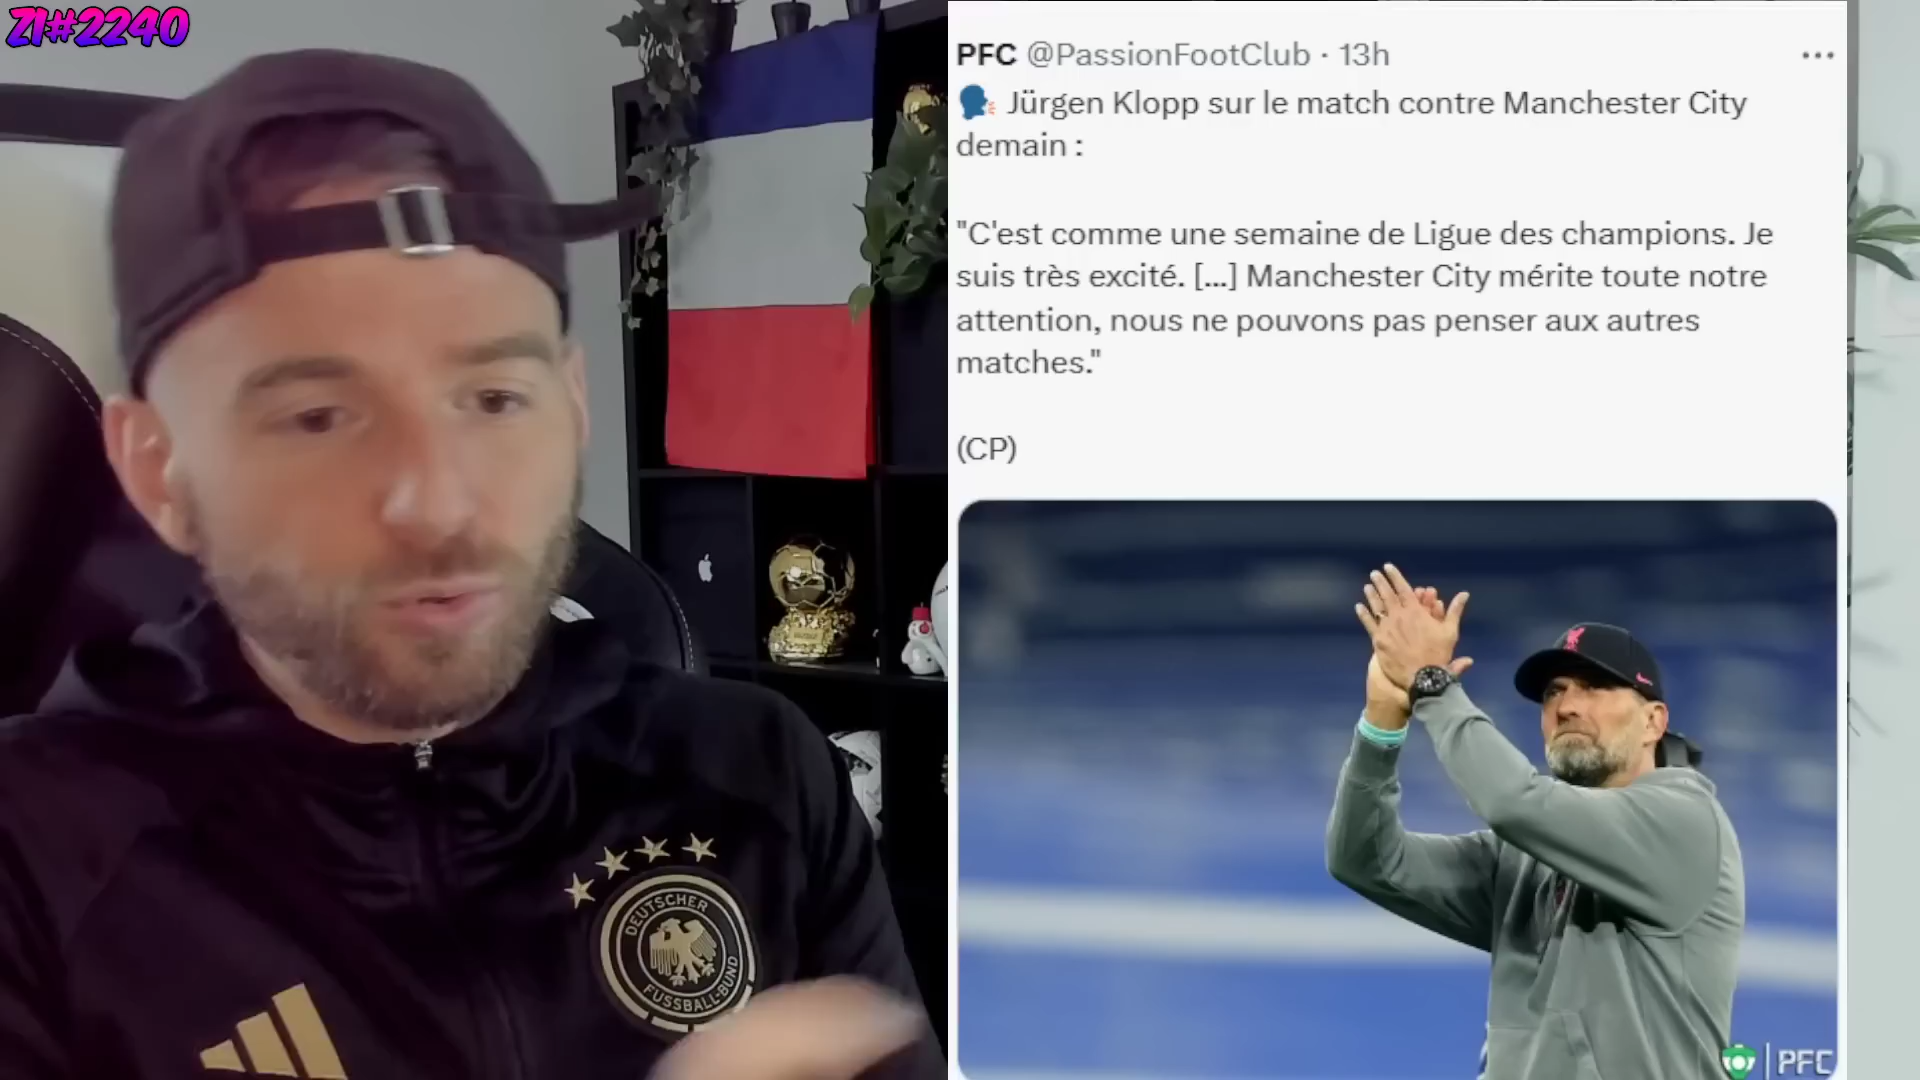 ZI#2240
PFC @PassionFootClub · 13h
Jürgen Klopp sur le match contre Manchester City
demain :
"C'est comme une semaine de Ligue des champions. Je
suis très excité. [...] Manchester City mérite toute notre
attention, nous ne pouvons pas penser aux autres
matches."
(CP)
DEUTSCHER
FUSSBALL-BUND
PFC